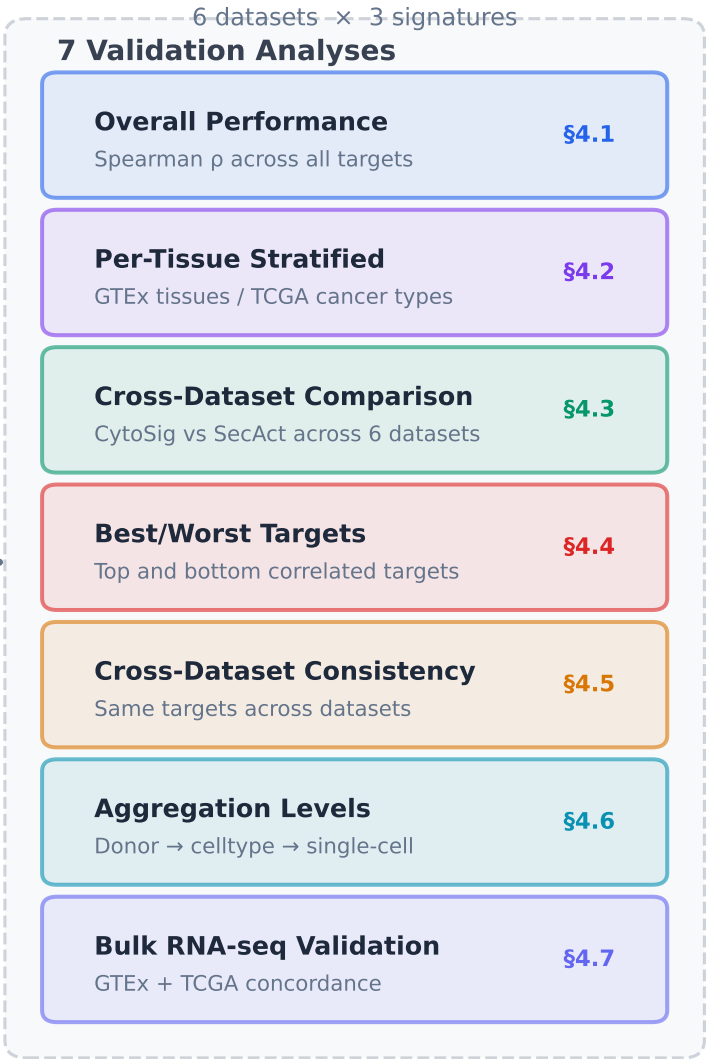 6 datasets × 3 signatures
7 Validation Analyses
Overall Performance
Spearman ρ across all targets
§4.1
Per-Tissue Stratified
GTEx tissues / TCGA cancer types
§4.2
Cross-Dataset Comparison
CytoSig vs SecAct across 6 datasets
§4.3
Best/Worst Targets
Top and bottom correlated targets
§4.4
Cross-Dataset Consistency
Same targets across datasets
§4.5
Aggregation Levels
Donor → celltype → single-cell
§4.6
Bulk RNA-seq Validation
GTEx + TCGA concordance
§4.7